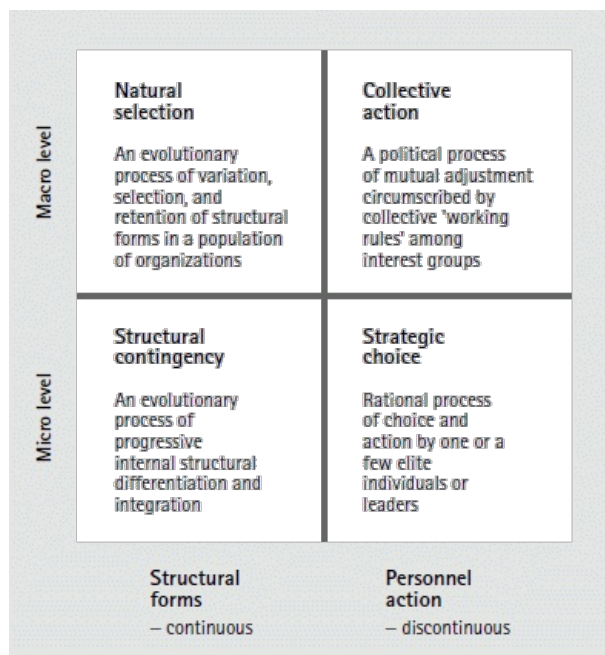 Macro level
Natural
selection
An evolutionary
process of variation,
selection, and
retention of structural
forms in a population
of organizations
Collective
action
A political process
of mutual adjustment
circumscribed by
collective 'working
rules' among
interest groups
Micro level
Structural
contingency
An evolutionary
process of
progressive
internal structural
differentiation and
integration
Strategic
choice
Rational process
of choice and
action by one or a
few elite
individuals or
leaders
Structural
forms
– continuous
Personnel
action
– discontinuous